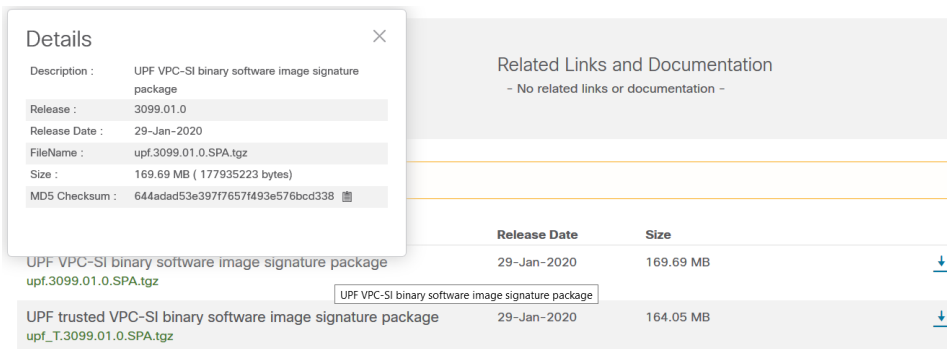 Details
Description : UPF VPC-SI binary software image signature
package
Release : 3099.01.0
Release Date : 29-Jan-2020
FileName : upf.3099.01.0.SPA.tgz
Size : 169.69 MB ( 177935223 bytes)
MD5 Checksum : 644adad53e397f7657f493e576bcd338
Related Links and Documentation
- No related links or documentation -
Release Date Size
UPF VPC-SI binary software image signature package 29-Jan-2020 169.69 MB
upf.3099.01.0.SPA.tgz
UPF VPC-SI binary software image signature package
UPF trusted VPC-SI binary software image signature package 29-Jan-2020 164.05 MB
upf_T.3099.01.0.SPA.tgz